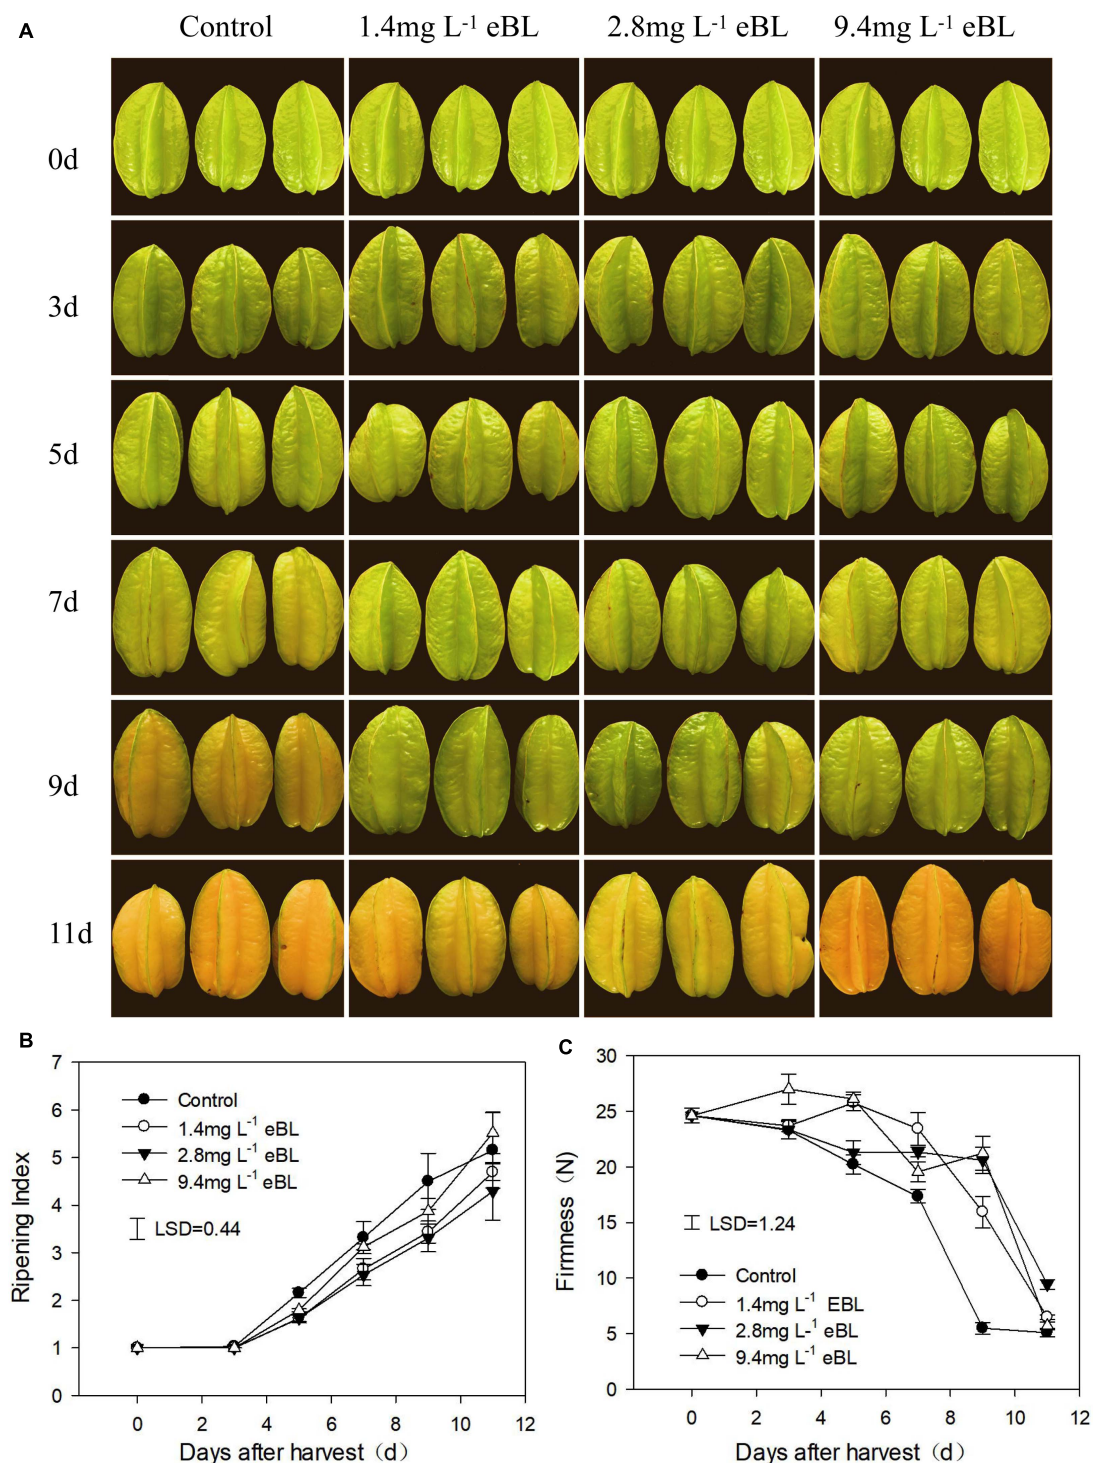 A
Control 1.4mg L-1 eBL 2.8mg L-1 eBL 9.4mg L-1 eBL
0d
3d
5d
7d
9d
11d
B
7
6
5
4
3
2
1
0
Ripening Index
Control
1.4mg L-1 eBL
2.8mg L-1 eBL
9.4mg L-1 eBL
LSD=0.44
0 2 4 6 8 10 12
Days after harvest（d）
C
30
25
20
15
10
5
0
Firmness（N）
LSD=1.24
Control
1.4mg L-1 EBL
2.8mg L-1 eBL
9.4mg L-1 eBL
0 2 4 6 8 10 12
Days after harvest（d）